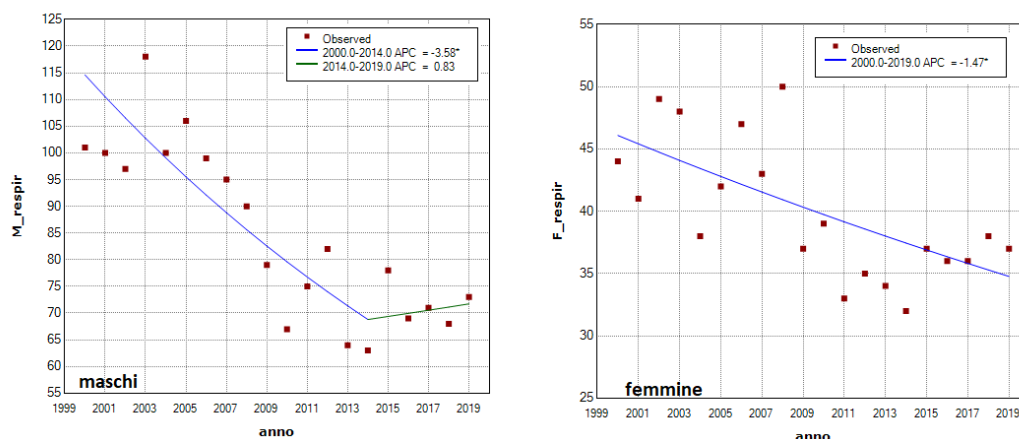 125
120
115
110
105
100
95
90
85
80
75
70
65
60
55
M_respir
Observed
2000.0-2014.0 APC = -3.58*
2014.0-2019.0 APC = 0.83
maschi
1999 2001 2003 2005 2007 2009 2011 2013 2015 2017 2019
anno
55
50
45
40
35
30
25
F_respir
Observed
2000.0-2019.0 APC = -1.47*
femmine
1999 2001 2003 2005 2007 2009 2011 2013 2015 2017 2019
anno